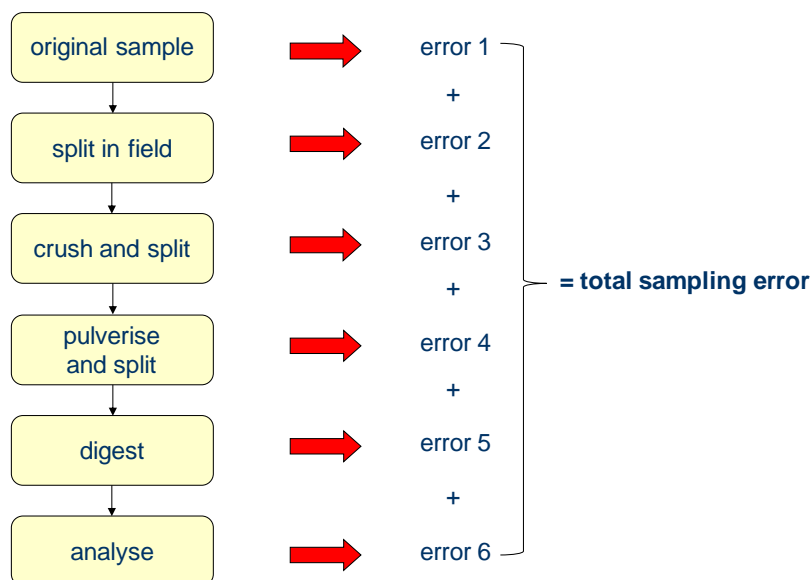 original sample
error 1
+
split in field
error 2
+
crush and split
error 3
+
= total sampling error
pulverise
and split
error 4
+
digest
error 5
+
analyse
error 6